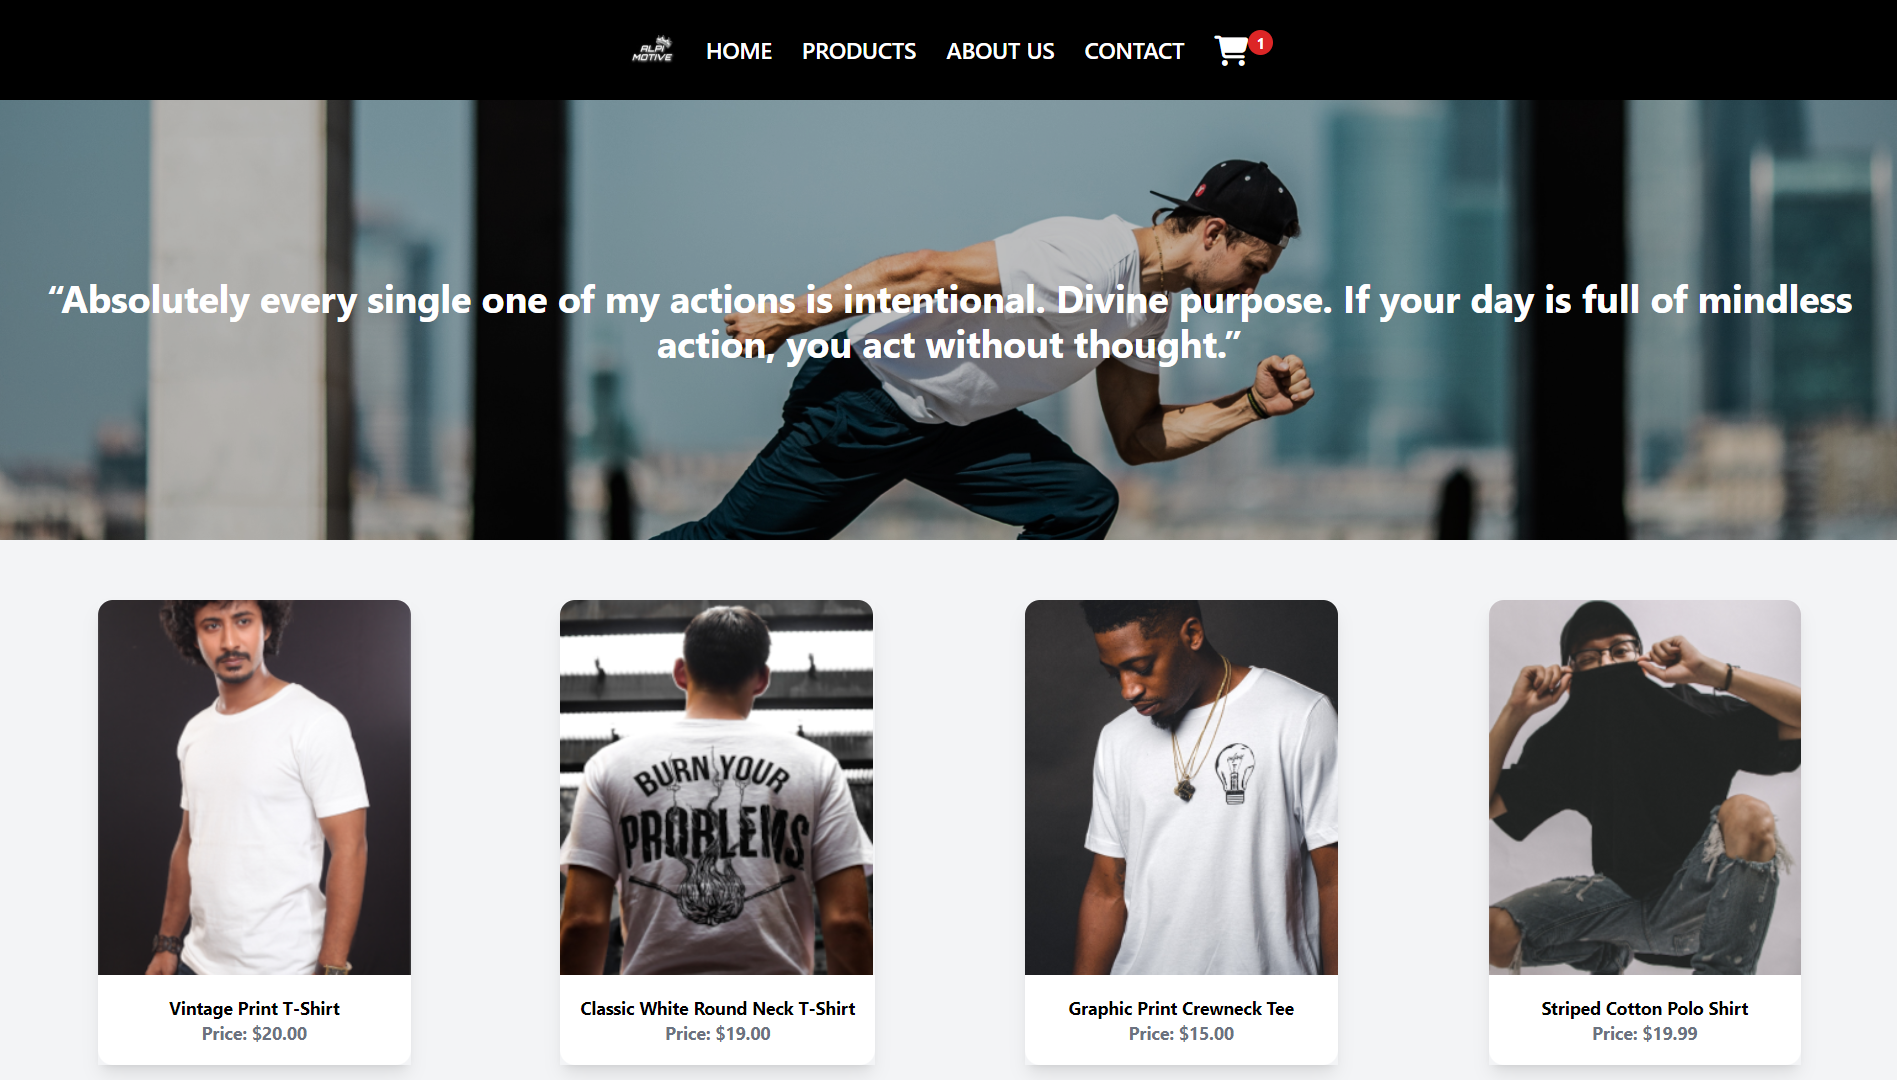 ALPI
MOTIVE
HOME
PRODUCTS
ABOUT US
CONTACT
1
“Absolutely every single one of my actions is intentional. Divine purpose. If your day is full of mindless
action, you act without thought.”
BURN YOUR
PROBLEMS
Vintage Print T-Shirt
Price: $20.00
Classic White Round Neck T-Shirt
Price: $19.00
Graphic Print Crewneck Tee
Price: $15.00
Striped Cotton Polo Shirt
Price: $19.99